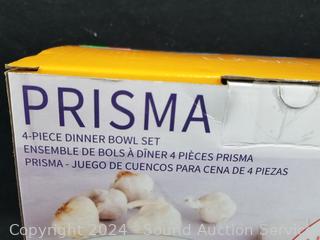 PRISMA
4-PIECE DINNER BOWL SET
ENSEMBLE DE BOLS À DÎNER 4 PIÈCES PRISMA
PRISMA - JUEGO DE CUENCOS PARA CENA DE 4 PIEZAS
Copyright 2024 - Sound Auction Service